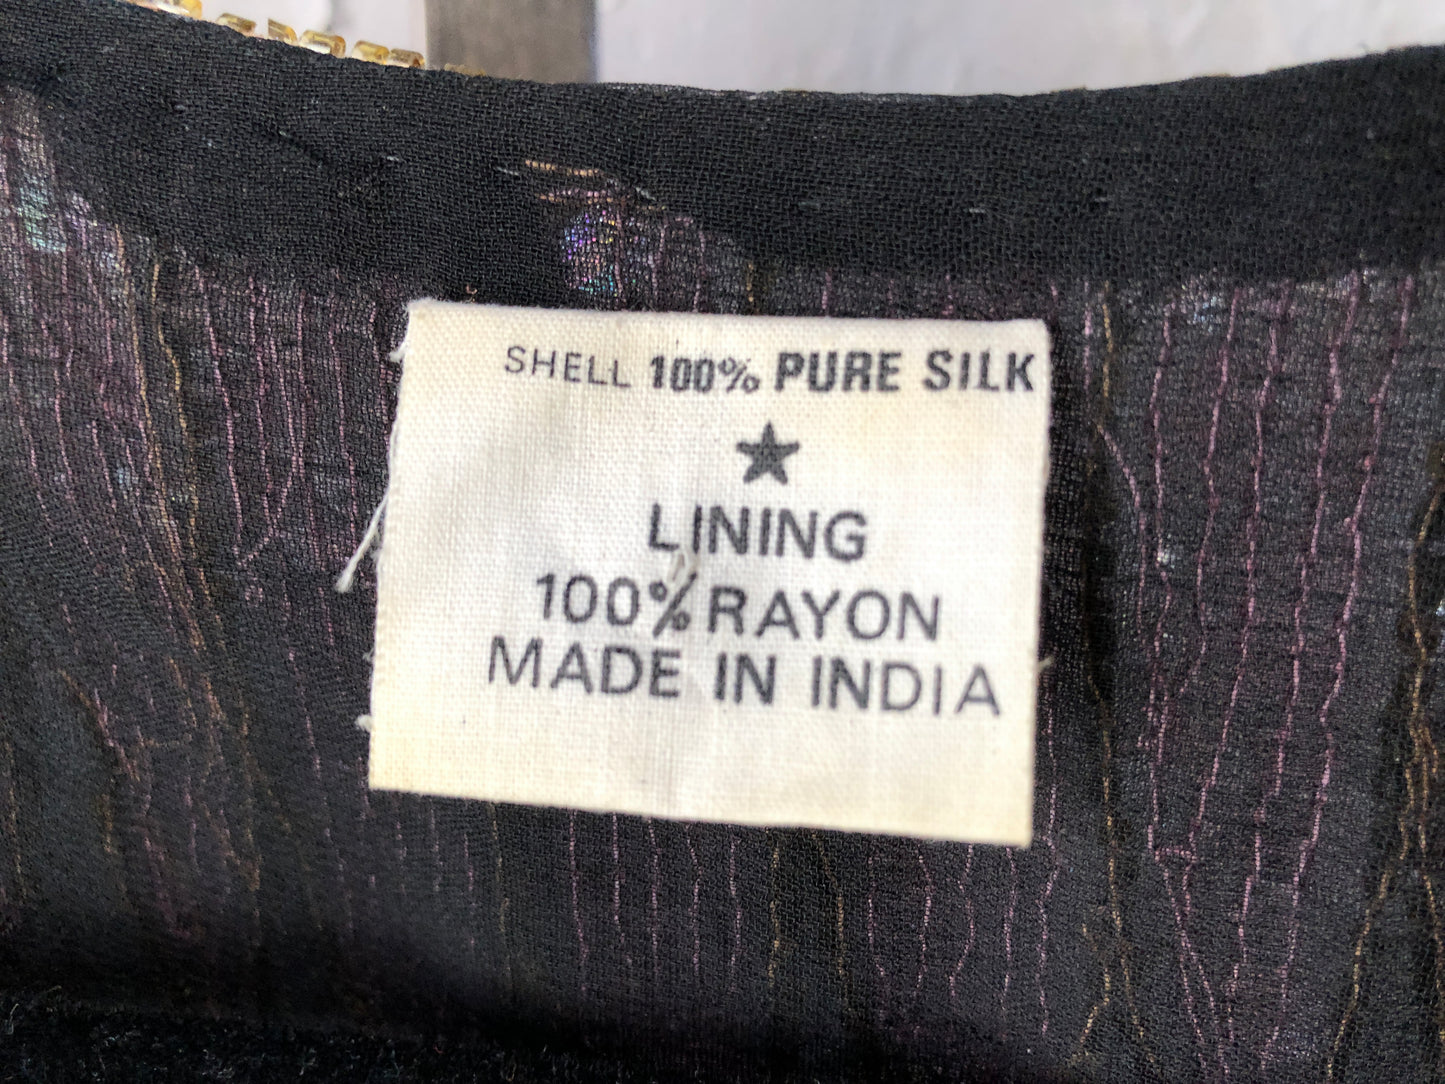 SHELL 100% PURE SILK
LINING
100% RAYON
MADE IN INDIA